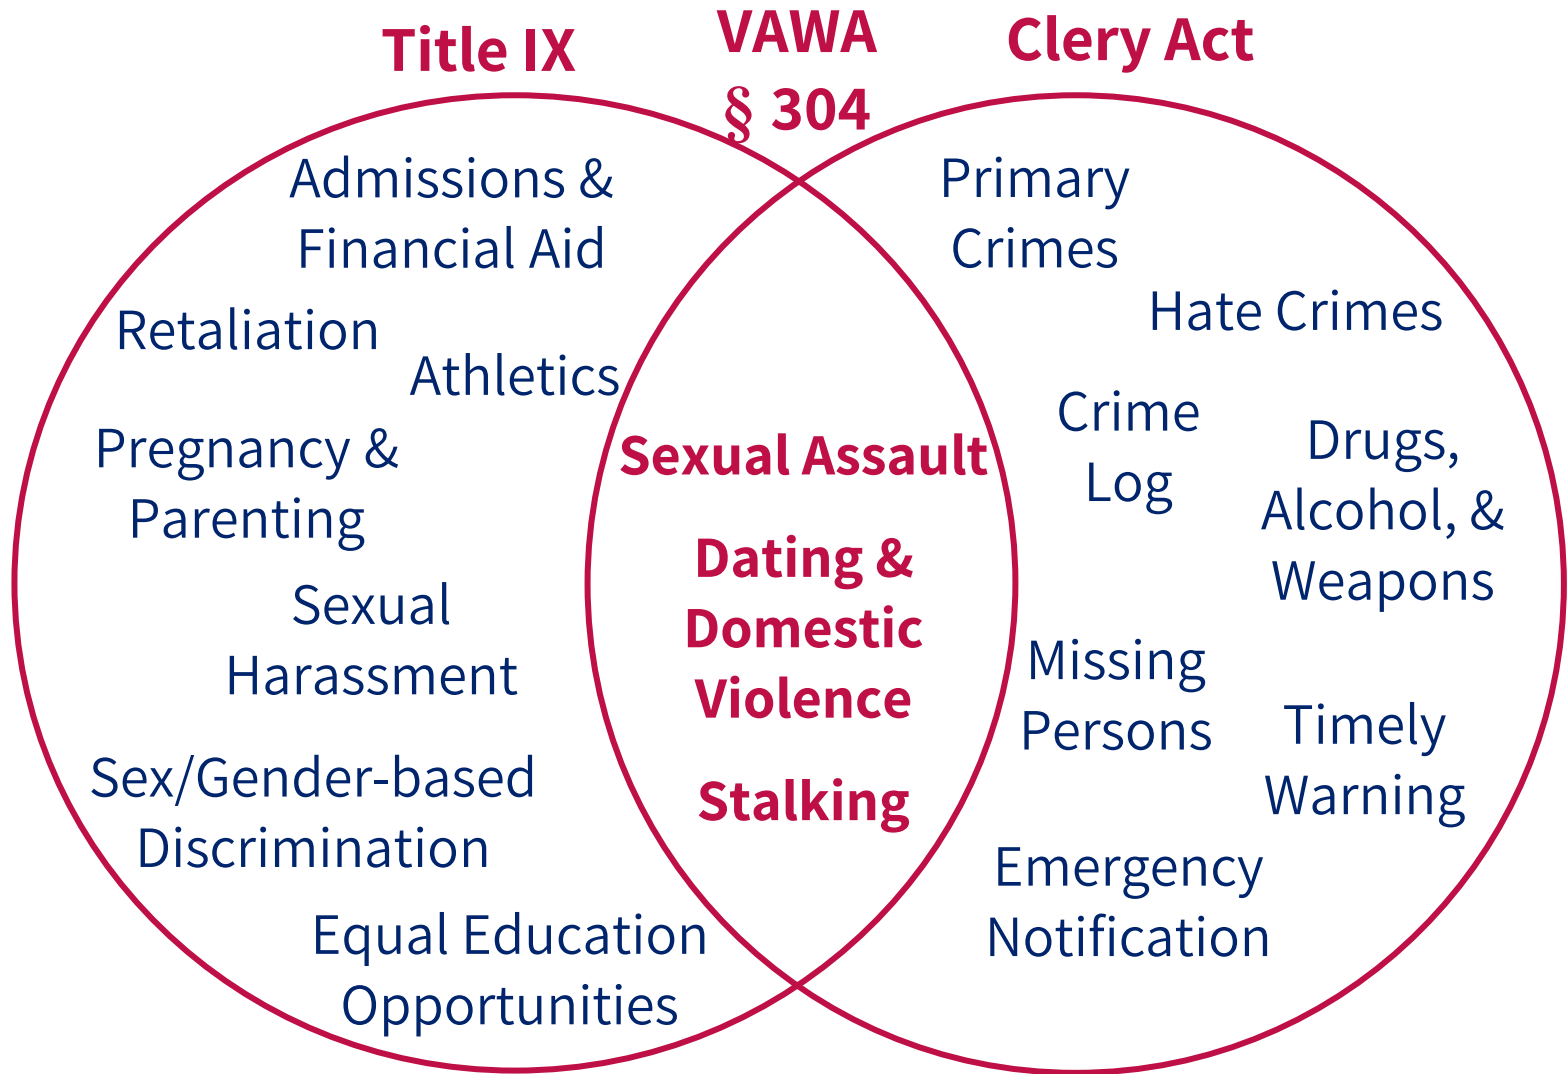 Title IX
VAWA
§ 304
Clery Act
Admissions &
Financial Aid
Retaliation
Athletics
Pregnancy &
Parenting
Sexual
Harassment
Sex/Gender-based
Discrimination
Equal Education
Opportunities
Sexual Assault
Dating &
Domestic
Violence
Stalking
Primary
Crimes
Hate Crimes
Crime
Log
Drugs,
Alcohol, &
Weapons
Missing
Persons
Timely
Warning
Emergency
Notification